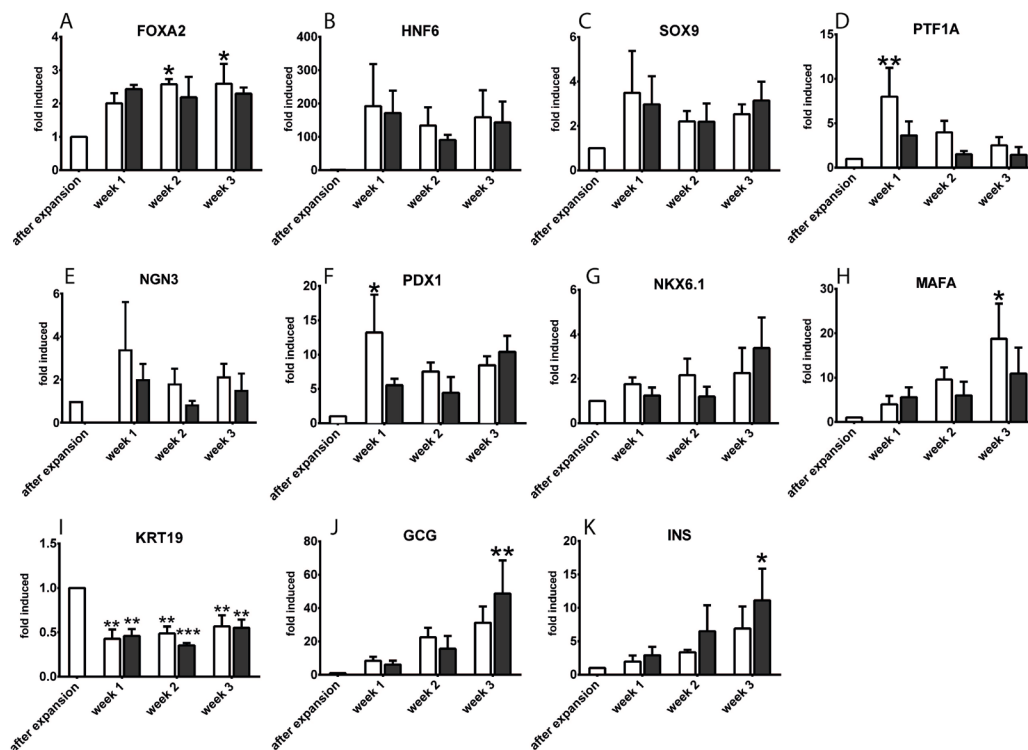 A
FOXA2
fold induced
4
3
2
1
0
*
*
after expansion
week 1
week 2
week 3
B
HNF6
fold induced
400
300
200
100
0
after expansion
week 1
week 2
week 3
C
SOX9
fold induced
6
4
2
0
after expansion
week 1
week 2
week 3
D
PTF1A
fold induced
15
10
5
0
**
after expansion
week 1
week 2
week 3
E
NGN3
fold induced
6
4
2
0
after expansion
week 1
week 2
week 3
F
PDX1
fold induced
20
15
10
5
0
*
after expansion
week 1
week 2
week 3
G
NKX6.1
fold induced
6
4
2
0
after expansion
week 1
week 2
week 3
H
MAFA
fold induced
30
20
10
0
*
after expansion
week 1
week 2
week 3
I
KRT19
fold induced
1.5
1.0
0.5
0.0
** ** ** *** ** **
after expansion
week 1
week 2
week 3
J
GCG
fold induced
80
60
40
20
0
**
after expansion
week 1
week 2
week 3
K
INS
fold induced
20
15
10
5
0
*
after expansion
week 1
week 2
week 3